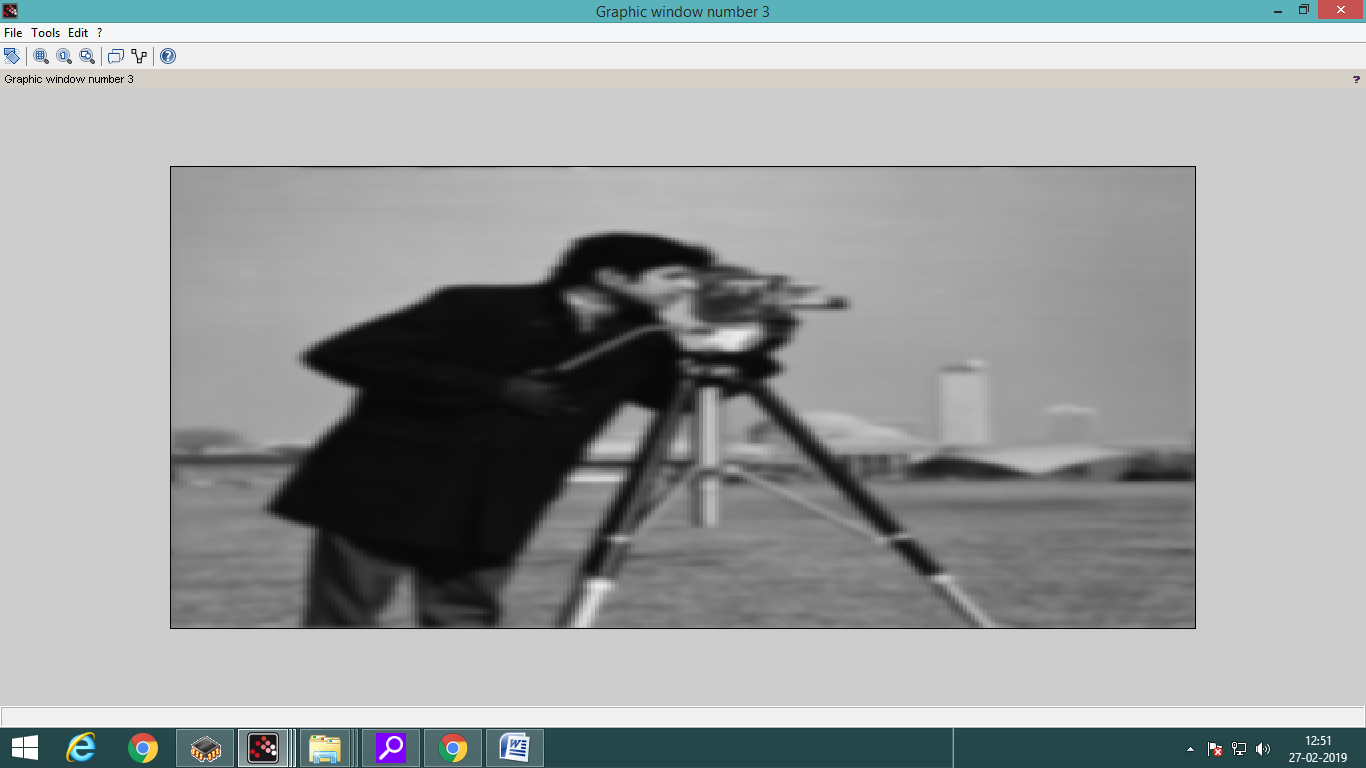 Graphic window number 3
File Tools Edit ?
Graphic window number 3
?
12:51
27-02-2019